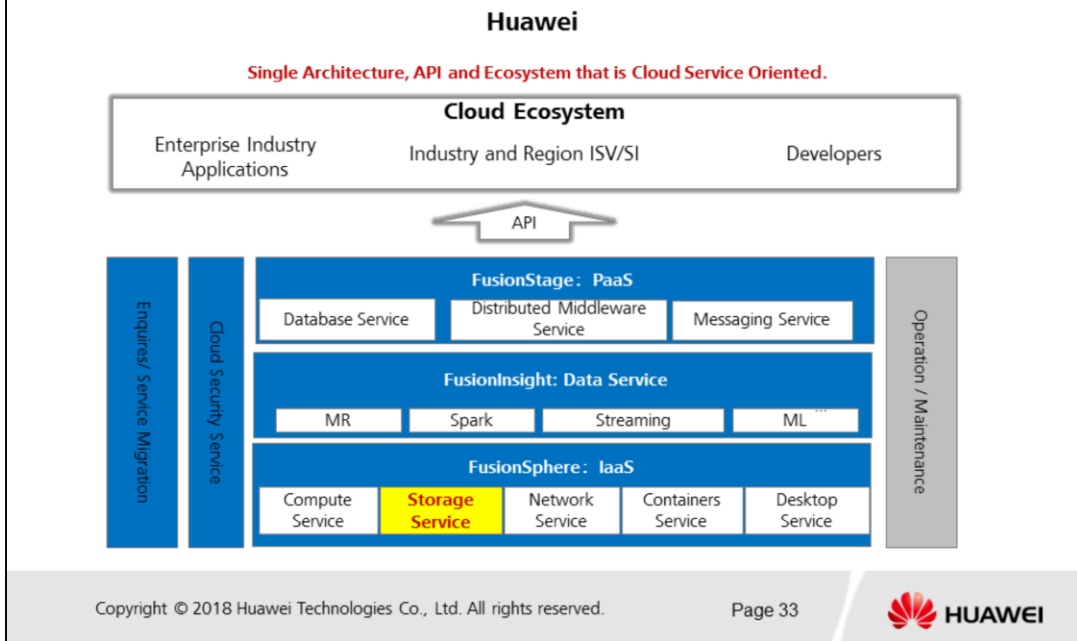 Huawei
Single Architecture, API and Ecosystem that is Cloud Service Oriented.
Cloud Ecosystem
Enterprise Industry
Applications
Industry and Region ISV/SI
Developers
API
Enquires/ Service Migration
Cloud Security Service
FusionStage: PaaS
Database Service
Distributed Middleware
Service
Messaging Service
FusionInsight: Data Service
MR
Spark
Streaming
ML ...
FusionSphere: IaaS
Compute
Service
Storage
Service
Network
Service
Containers
Service
Desktop
Service
Operation / Maintenance
Copyright © 2018 Huawei Technologies Co., Ltd. All rights reserved.
Page 33
HUAWEI